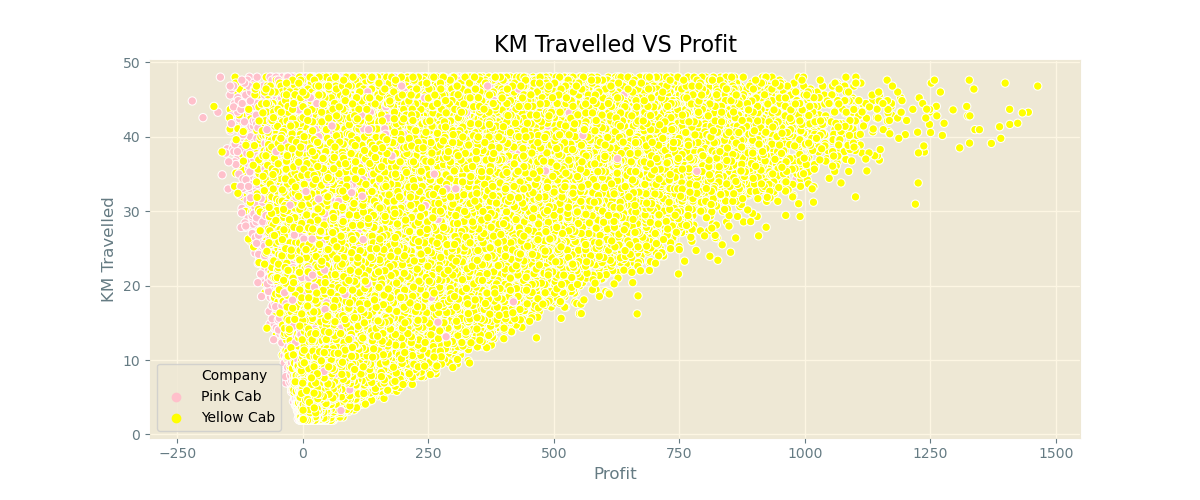 KM Travelled VS Profit
50
40
30
20
10
0
KM Travelled
Company
Pink Cab
Yellow Cab
−250
0
250
500
750
1000
1250
1500
Profit